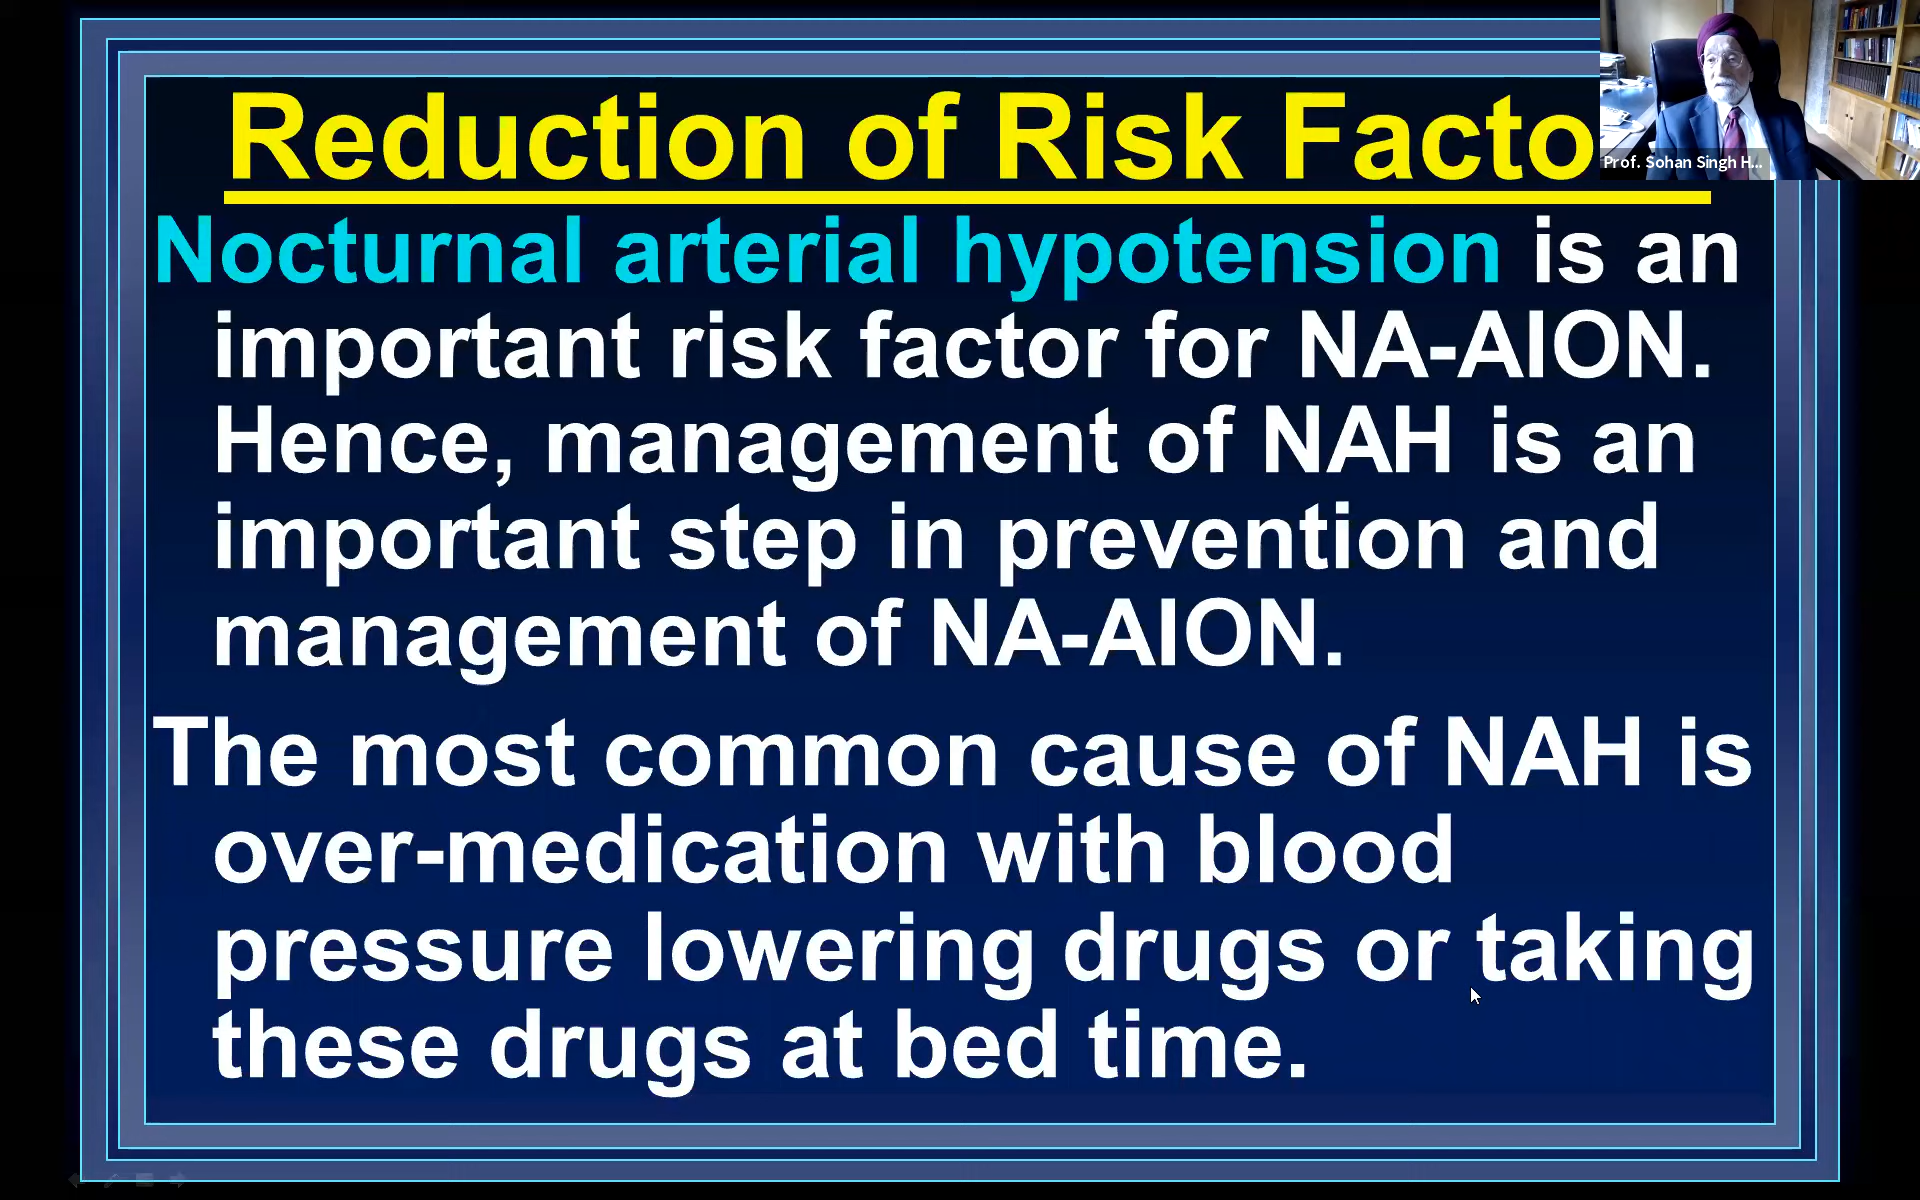 Reduction of Risk Facto
Prof. Sohan Singh H...
Nocturnal arterial hypotension is an
important risk factor for NA-AION.
Hence, management of NAH is an
important step in prevention and
management of NA-AION.
The most common cause of NAH is
over-medication with blood
pressure lowering drugs or taking
these drugs at bed time.